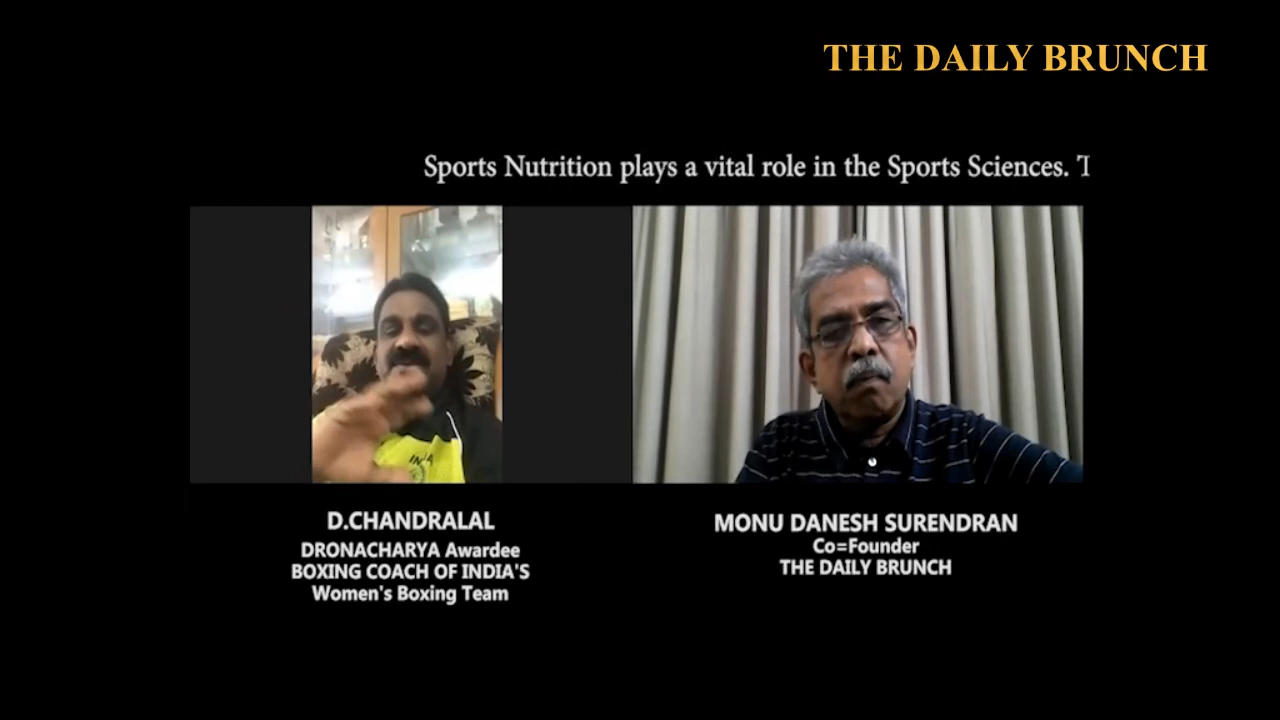 THE DAILY BRUNCH
Sports Nutrition plays a vital role in the Sports Sciences. T
INDIA
D.CHANDRALAL
DRONACHARYA Awardee
BOXING COACH OF INDIA'S
Women's Boxing Team
MONU DANESH SURENDRAN
Co=Founder
THE DAILY BRUNCH